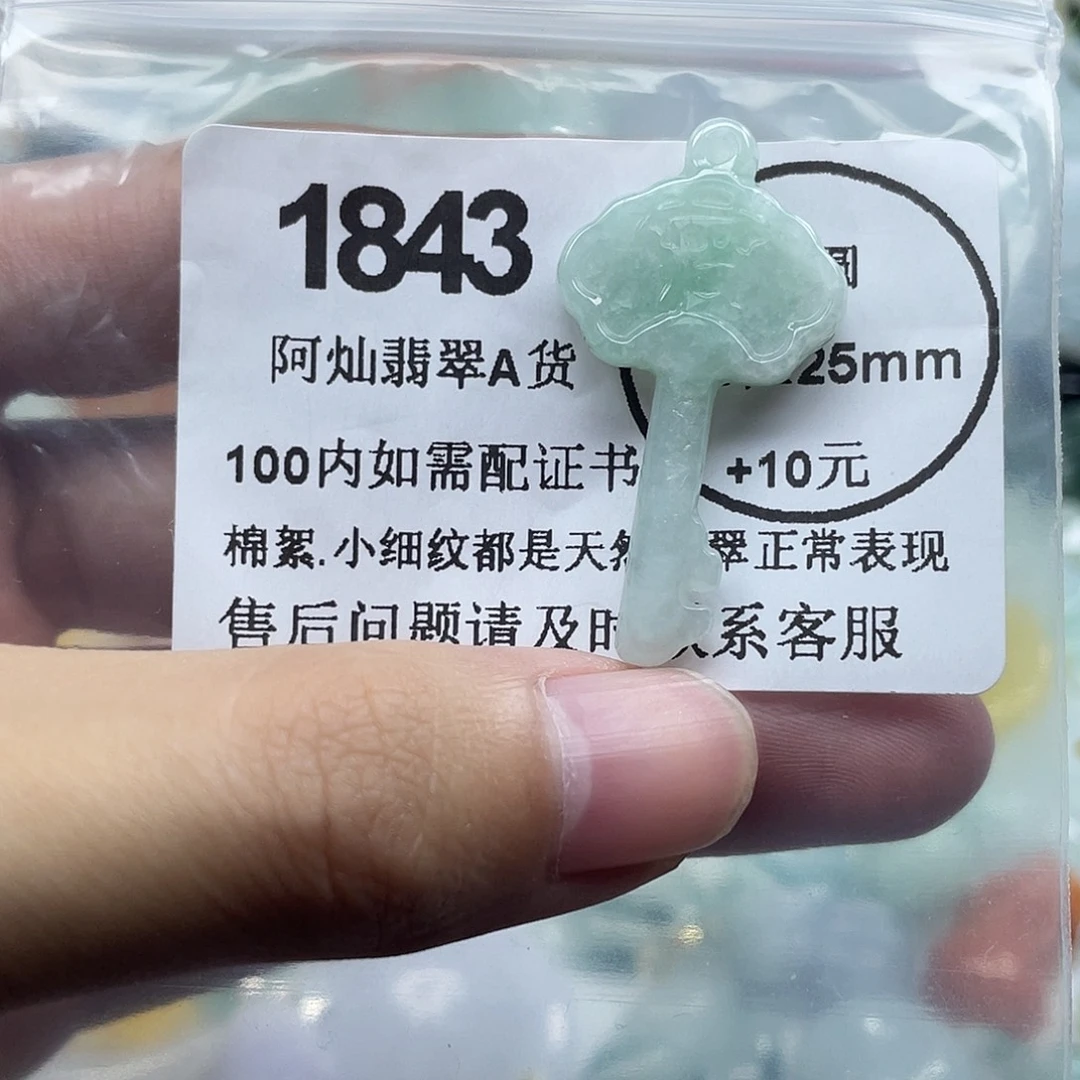 1843
圆
阿灿翡翠A货
25mm
100内如需配证书 +10元
棉絮.小细纹都是天然 翠正常表现
售后问题请及时 系客服